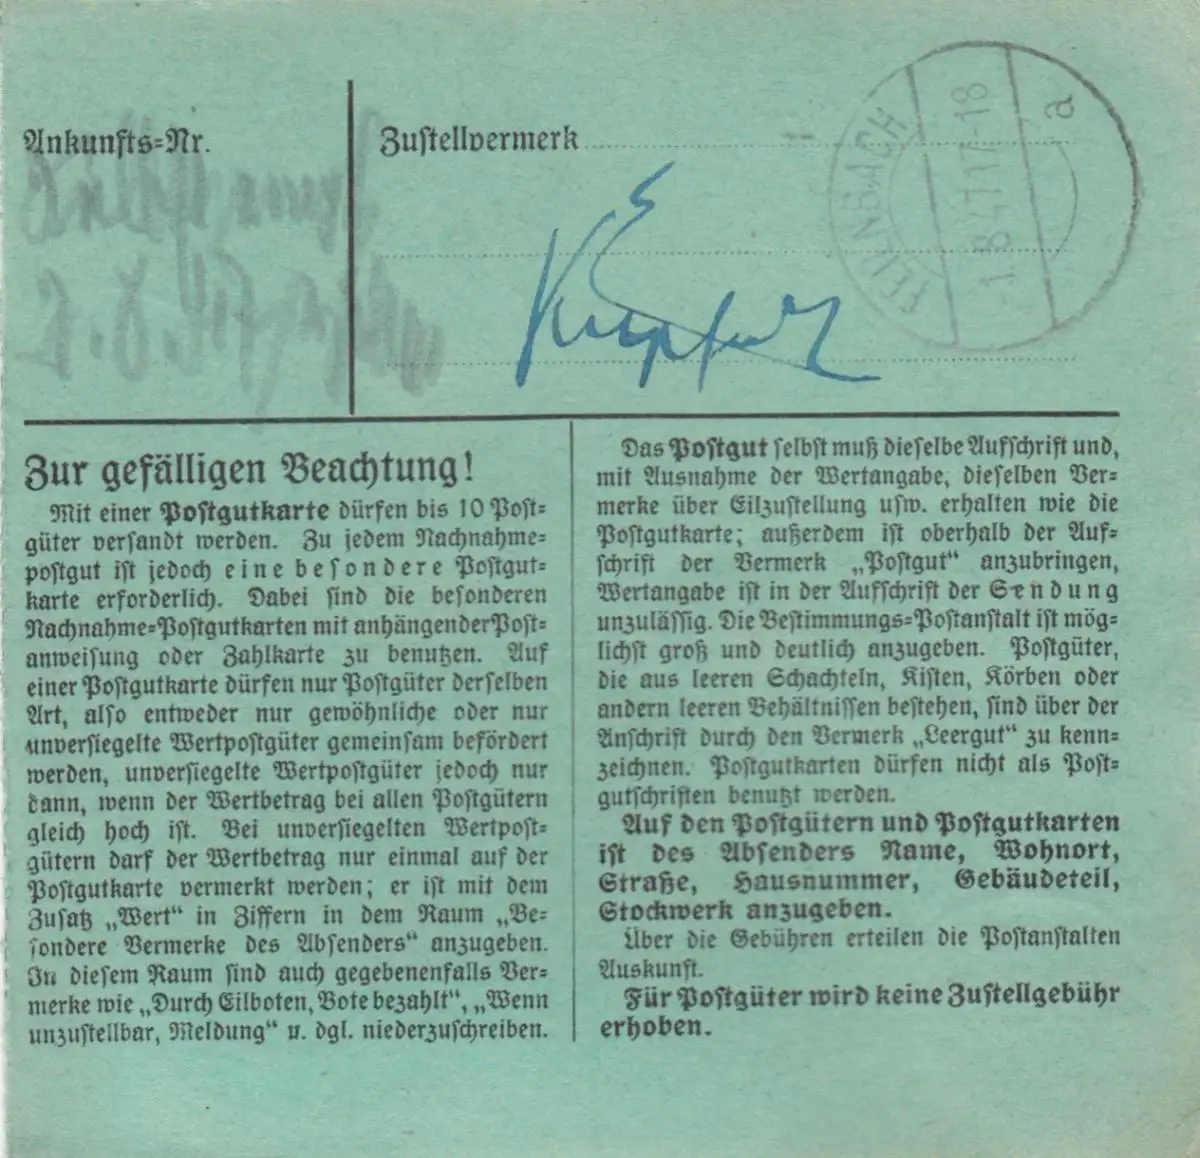 Ankunfts=Nr.
Zustellvermerk
FELLNBACH
-1.8.47.17-18
a
Zur gefälligen Beachtung!
Mit einer Postgutkarte dürfen bis 10 Post=
güter versandt werden. Zu jedem Nachnahme=
postgut ist jedoch eine besondere Postgut=
karte erforderlich. Dabei sind die besonderen
Nachnahme=Postgutkarten mit anhängender Post=
anweisung oder Zahlkarte zu benutzen. Auf
einer Postgutkarte dürfen nur Postgüter derselben
Art, also entweder nur gewöhnliche oder nur
unversiegelte Wertpostgüter gemeinsam befördert
werden, unversiegelte Wertpostgüter jedoch nur
dann, wenn der Wertbetrag bei allen Postgütern
gleich hoch ist. Bei unversiegelten Wertpost=
gütern darf der Wertbetrag nur einmal auf der
Postgutkarte vermerkt werden; er ist mit dem
Zusatz „Wert“ in Ziffern in dem Raum „Be=
sondere Vermerke des Absenders“ anzugeben.
In diesem Raum sind auch gegebenenfalls Ver=
merke wie „Durch Eilboten, Bote bezahlt“, „Wenn
unzustellbar, Meldung“ u. dgl. niederzuschreiben.
Das Postgut selbst muß dieselbe Aufschrift und,
mit Ausnahme der Wertangabe, dieselben Ver=
merke über Eilzustellung usw. erhalten wie die
Postgutkarte; außerdem ist oberhalb der Auf=
schrift der Vermerk „Postgut“ anzubringen,
Wertangabe ist in der Aufschrift der Sendung
unzulässig. Die Bestimmungs=Postanstalt ist mög=
lichst groß und deutlich anzugeben. Postgüter,
die aus leeren Schachteln, Kisten, Körben oder
andern leeren Behältnissen bestehen, sind über der
Anschrift durch den Vermerk „Leergut“ zu kenn=
zeichnen. Postgutkarten dürfen nicht als Post=
gutschriften benutzt werden.
Auf den Postgütern und Postgutkarten
ist des Absenders Name, Wohnort,
Straße, Hausnummer, Gebäudeteil,
Stockwerk anzugeben.
Über die Gebühren erteilen die Postanstalten
Auskunft.
Für Postgüter wird keine Zustellgebühr
erhoben.